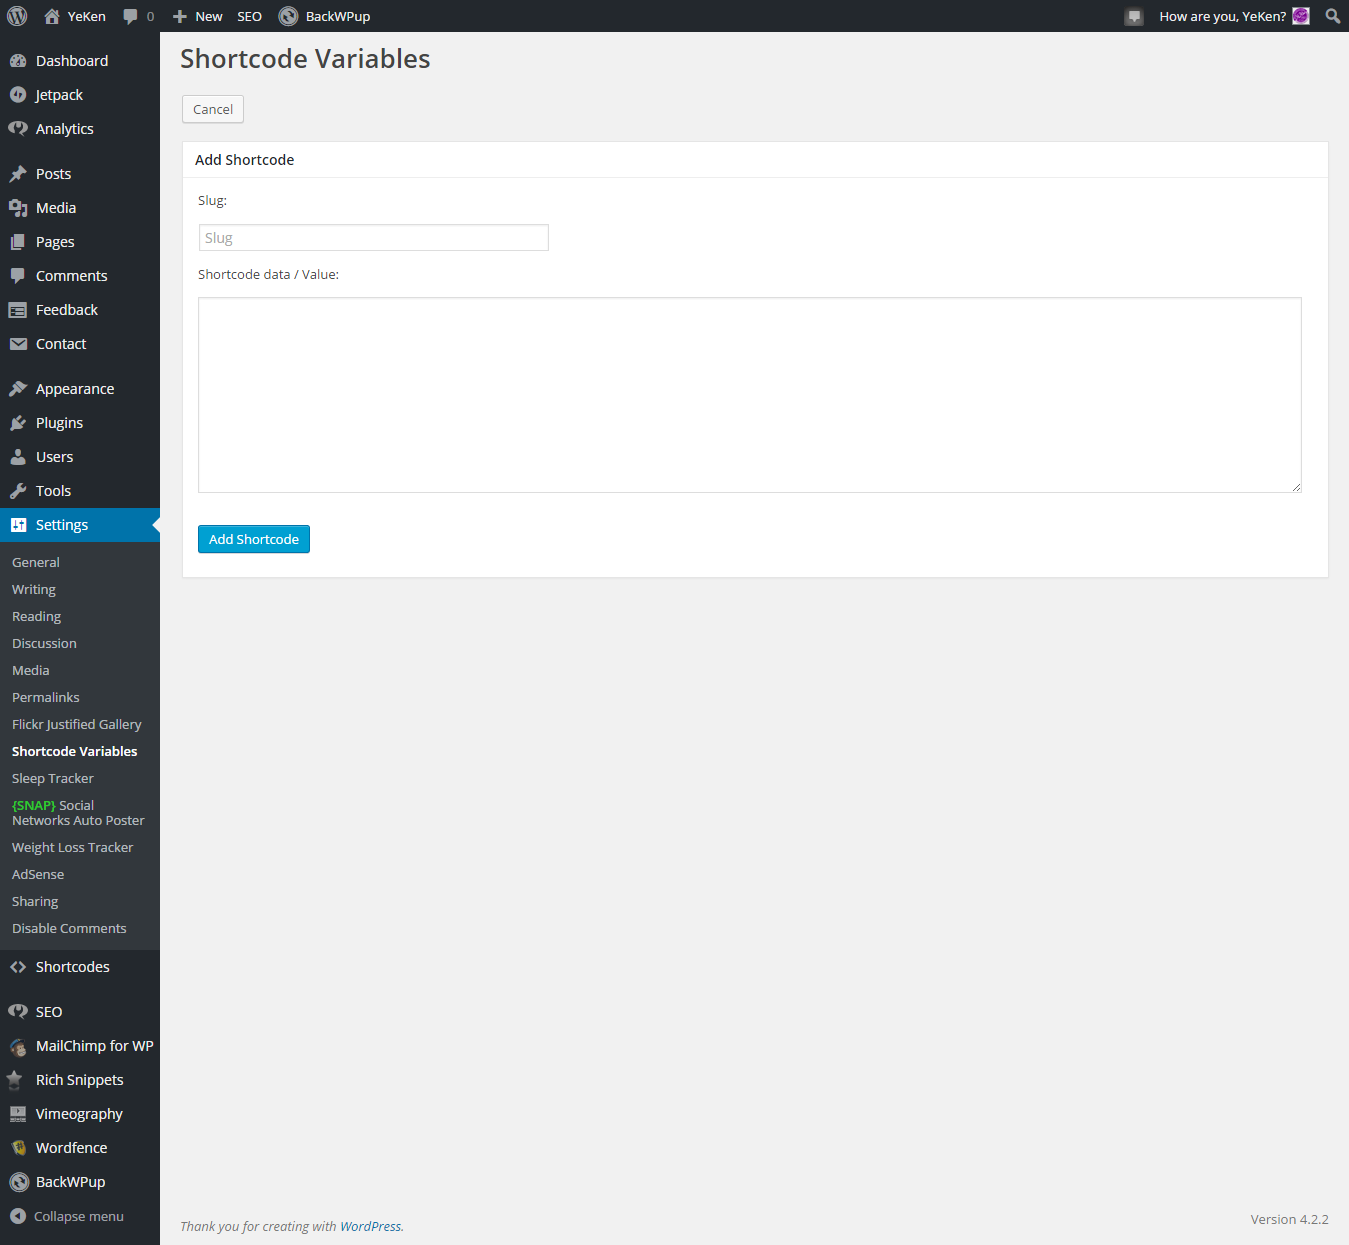 YeKen
0
New
SEO
BackWPup
How are you, YeKen?
Dashboard
Jetpack
Analytics
Posts
Media
Pages
Comments
Feedback
Contact
Appearance
Plugins
Users
Tools
Settings
General
Writing
Reading
Discussion
Media
Permalinks
Flickr Justified Gallery
Shortcode Variables
Sleep Tracker
{SNAP} Social
Networks Auto Poster
Weight Loss Tracker
AdSense
Sharing
Disable Comments
Shortcodes
SEO
MailChimp for WP
Rich Snippets
Vimeography
Wordfence
BackWPup
Collapse menu
Shortcode Variables
Cancel
Add Shortcode
Slug:
Slug
Shortcode data / Value:
Add Shortcode
Thank you for creating with WordPress.
Version 4.2.2